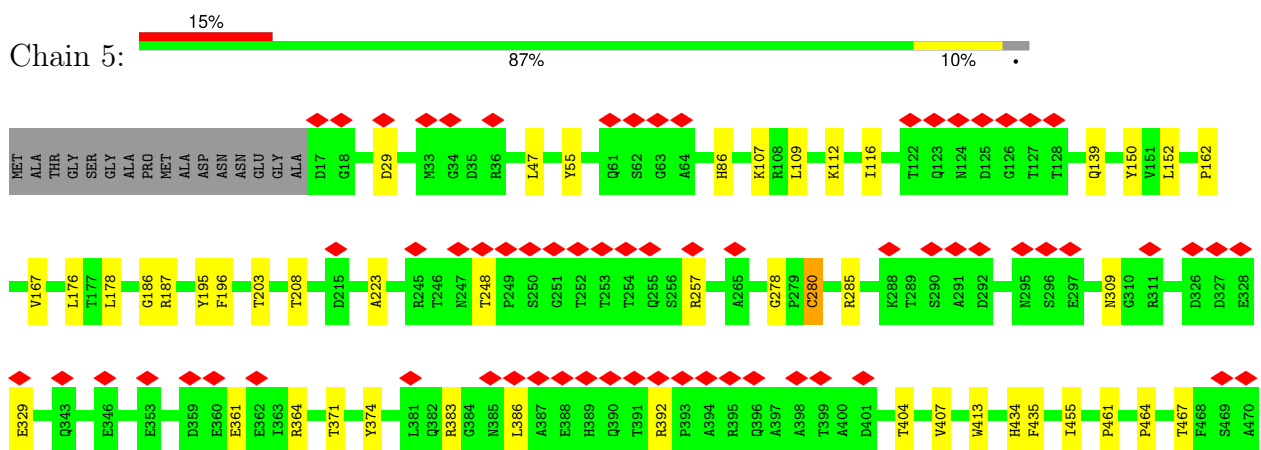 15%
Chain 5:
87% 10% •
MET ALA THR GLY SER GLY ALA PRO MET ALA ASP ASN ASN GLU GLY ALA D17 G18 D29 M33 G34 D35 R36 L47 Y55 Q61 S62 G63 A64 H86 K107 R108 L109 K112 I116 T122 Q123 N124 D125 G126 T127 T128 Q139 Y150 V151 L152 P162
V167 L176 T177 L178 G186 R187 Y195 F196 T203 T208 D215 A223 R245 T246 N247 T248 P249 S250 G251 T252 T253 T254 Q255 S256 R257 A265 G278 P279 C280 R285 K288 T289 S290 A291 D292 N295 S296 E297 N309 G310 R311 D326 D327 E328
E329 Q343 E346 E353 D359 E360 E361 E362 I363 R364 T371 Y374 L381 Q382 R383 G384 N385 L386 A387 E388 H389 Q390 T391 R392 P393 A394 R395 Q396 A397 A398 T399 A400 D401 T404 V407 W413 H434 F435 I455 P461 P464 T467 F468 S469 A470